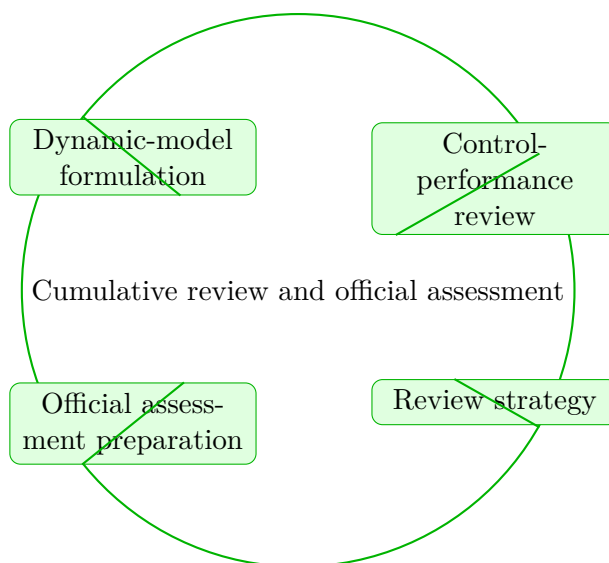 Dynamic-model
formulation
Control-
performance
review
Cumulative review and official assessment
Official assess-
ment preparation
Review strategy